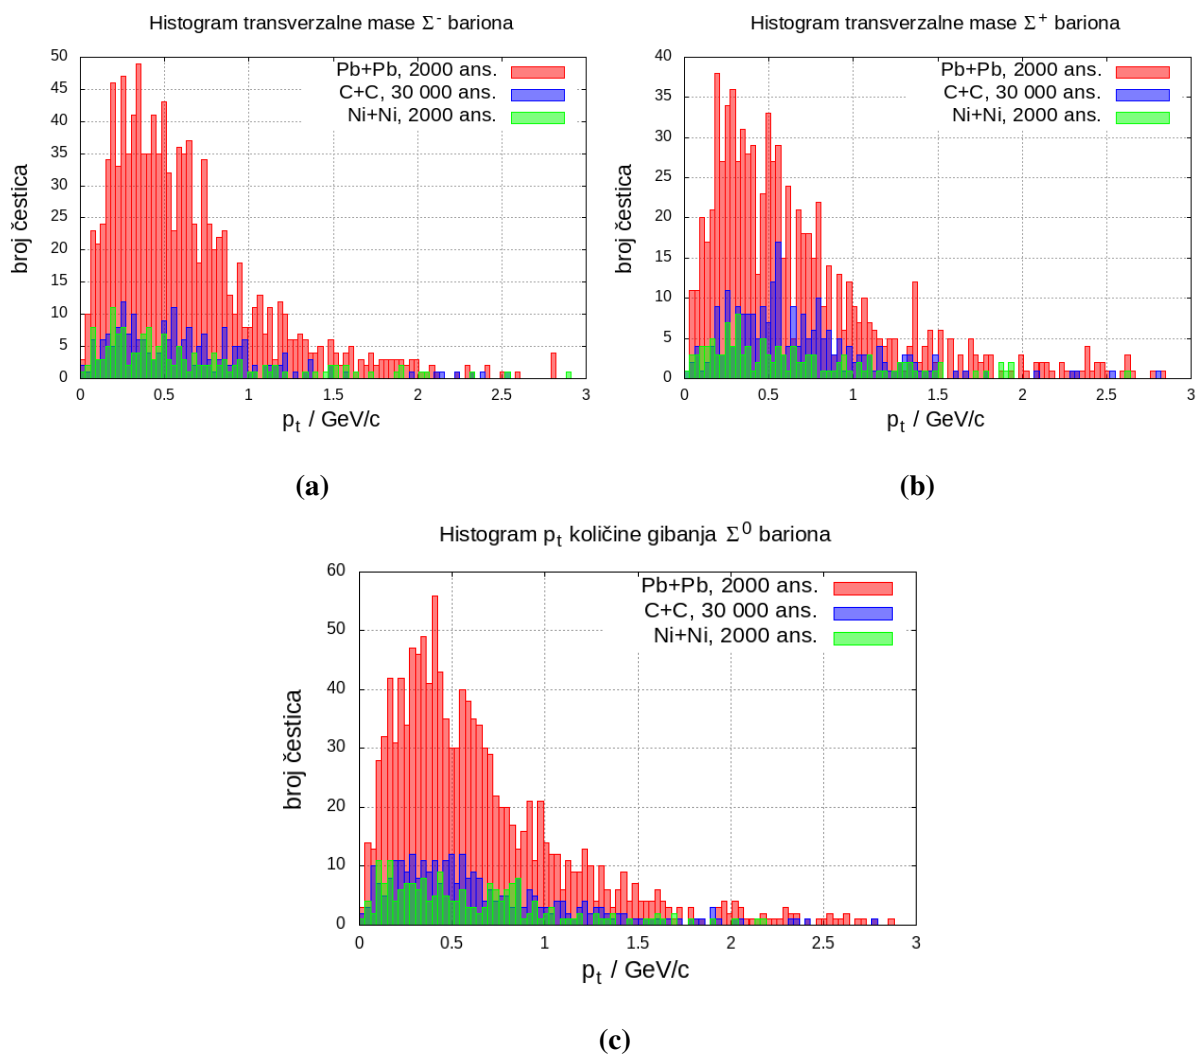 Histogram transverzalne mase Σ⁻ bariona
50
45
40
35
30
25
20
15
10
5
0
broj čestica
Pb+Pb, 2000 ans.
C+C, 30 000 ans.
Ni+Ni, 2000 ans.
0 0.5 1 1.5 2 2.5 3
pₜ / GeV/c
(a)
Histogram transverzalne mase Σ⁺ bariona
40
35
30
25
20
15
10
5
0
broj čestica
Pb+Pb, 2000 ans.
C+C, 30 000 ans.
Ni+Ni, 2000 ans.
0 0.5 1 1.5 2 2.5 3
pₜ / GeV/c
(b)
Histogram pₜ količine gibanja Σ⁰ bariona
60
50
40
30
20
10
0
broj čestica
Pb+Pb, 2000 ans.
C+C, 30 000 ans.
Ni+Ni, 2000 ans.
0 0.5 1 1.5 2 2.5 3
pₜ / GeV/c
(c)